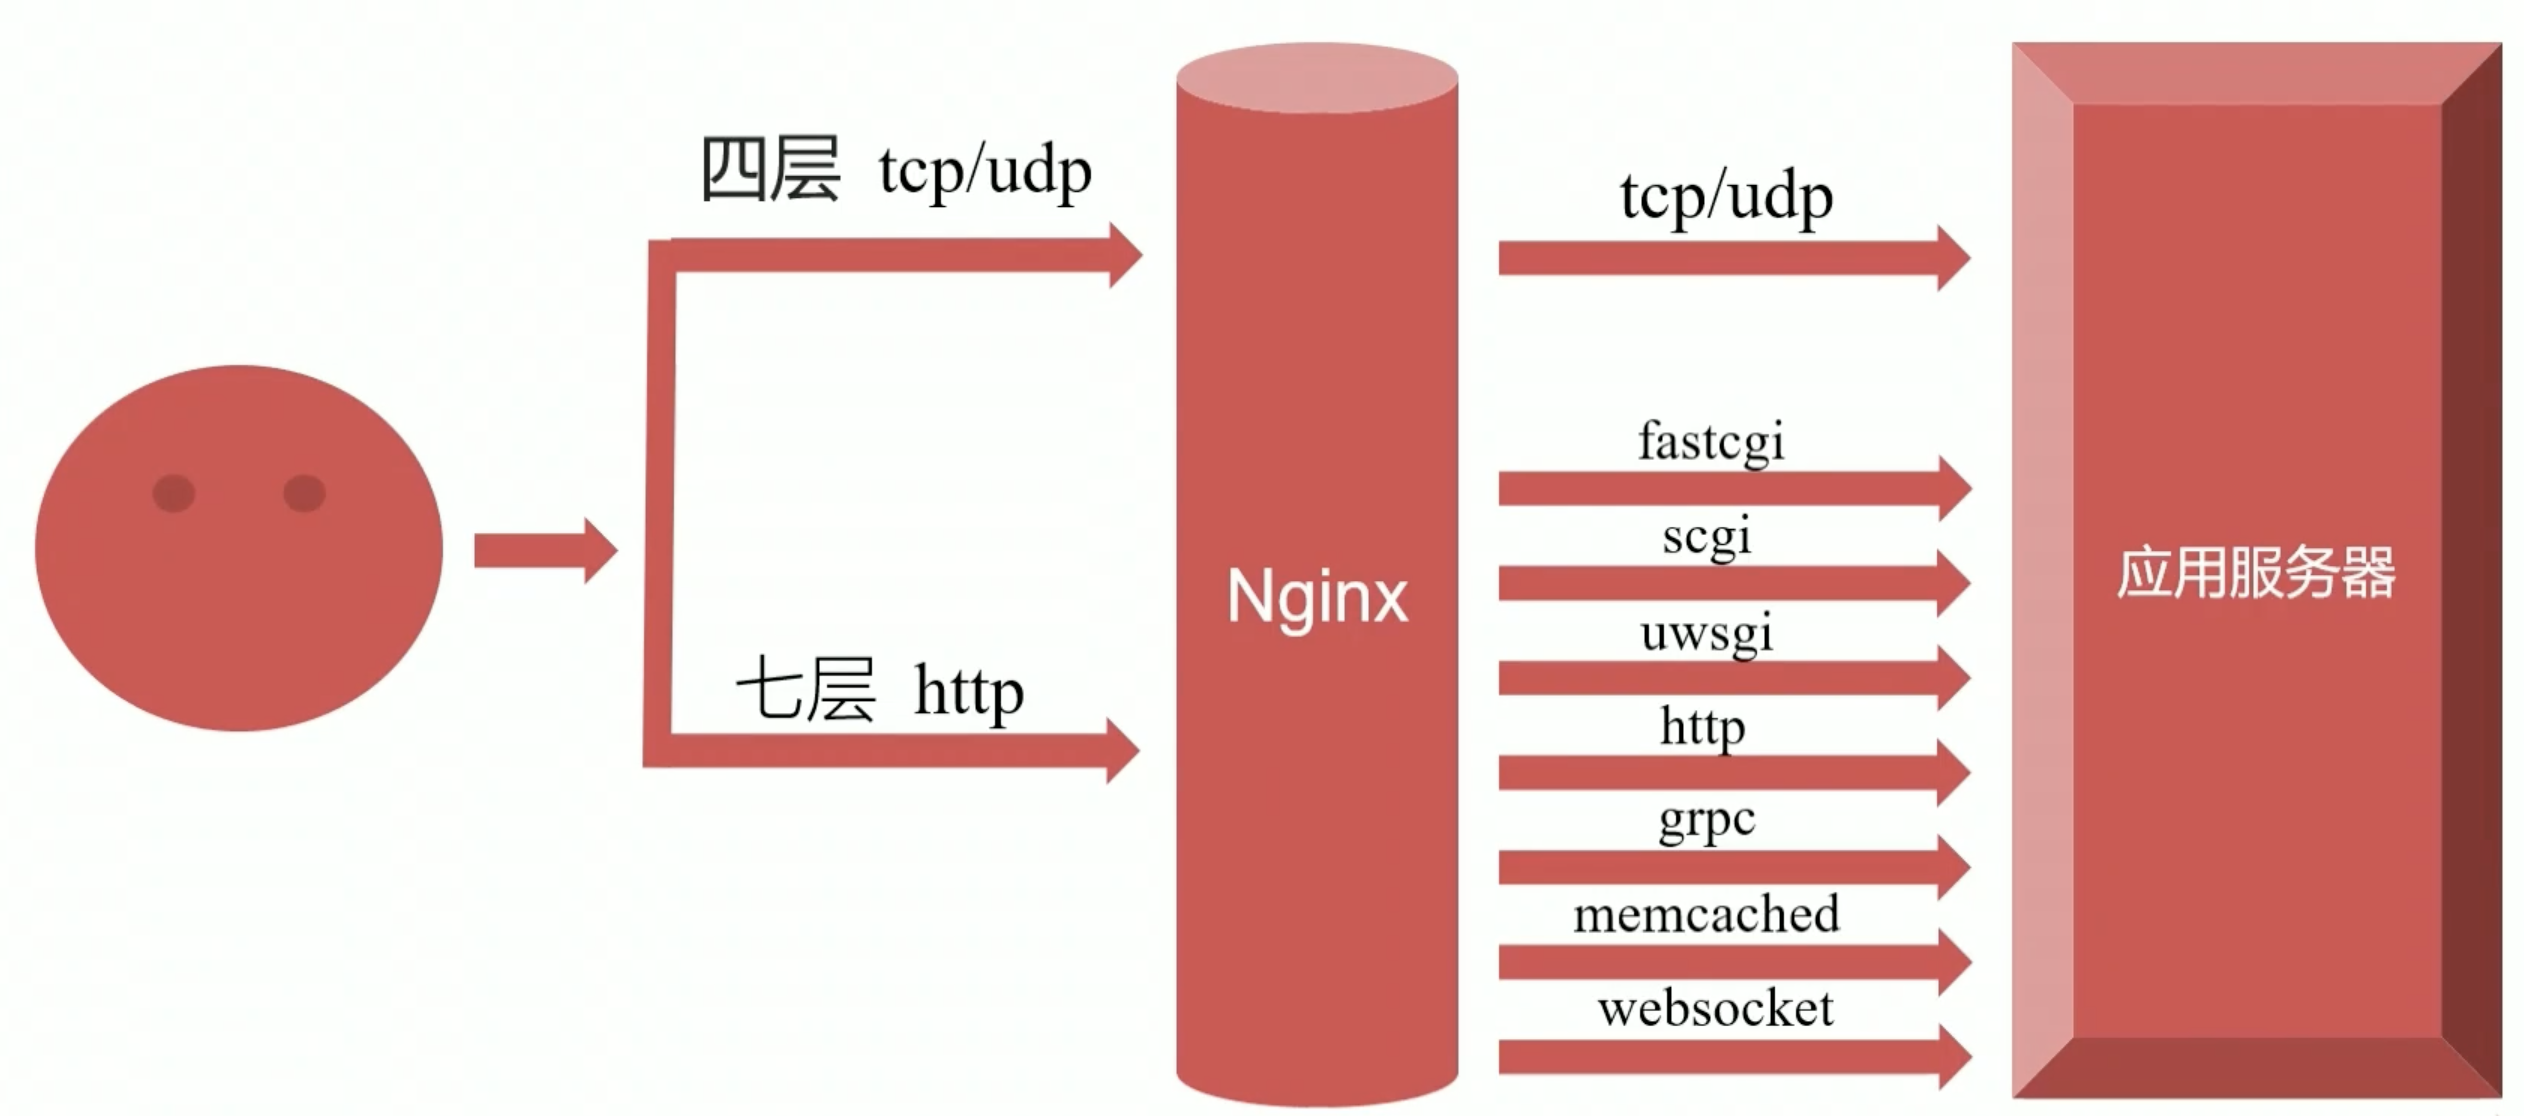 四层 tcp/udp
七层 http
Nginx
tcp/udp
fastcgi
scgi
uwsgi
http
grpc
memcached
websocket
应用服务器